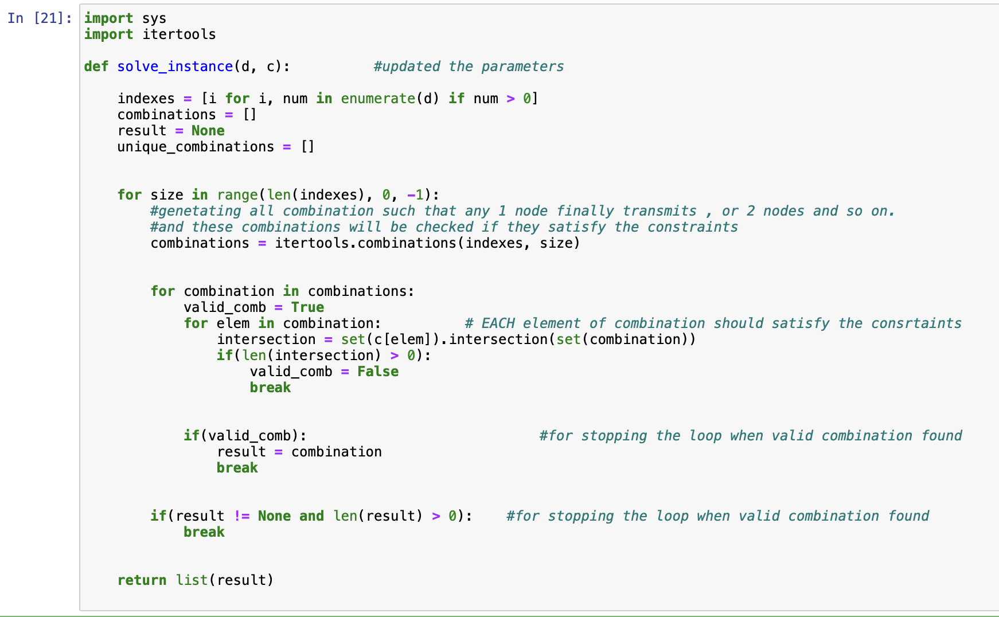 In [21]: import sys
import itertools
def solve_instance(d, c): #updated the parameters
indexes = [i for i, num in enumerate(d) if num > 0]
combinations = []
result = None
unique_combinations = []
for size in range(len(indexes), 0, -1):
#genetating all combination such that any 1 node finally transmits , or 2 nodes and so on.
#and these combinations will be checked if they satisfy the constraints
combinations = itertools.combinations(indexes, size)
for combination in combinations:
valid_comb = True
for elem in combination: # EACH element of combination should satisfy the consrtaints
intersection = set(c[elem]).intersection(set(combination))
if(len(intersection) > 0):
valid_comb = False
break
if(valid_comb): #for stopping the loop when valid combination found
result = combination
break
if(result != None and len(result) > 0): #for stopping the loop when valid combination found
break
return list(result)